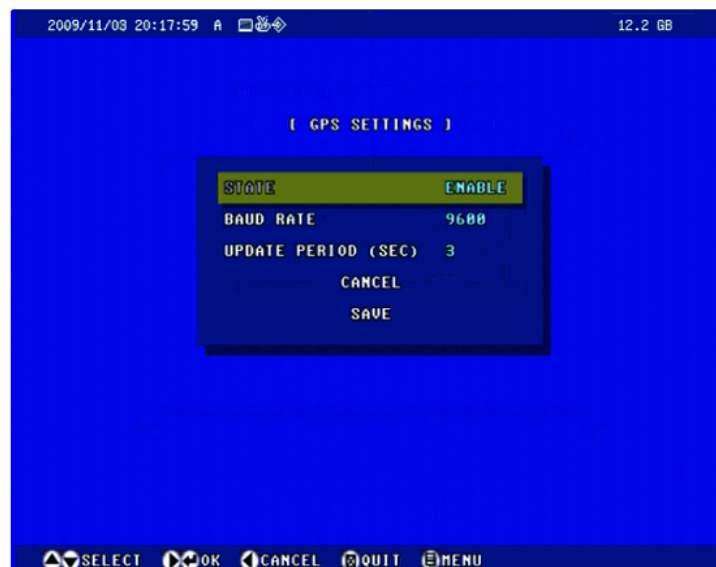 2009/11/03 20:17:59 A 12.2 GB
[ GPS SETTINGS ]
STATE ENABLE
BAUD RATE 9600
UPDATE PERIOD (SEC) 3
CANCEL
SAVE
SELECT OK CANCEL QUIT MENU